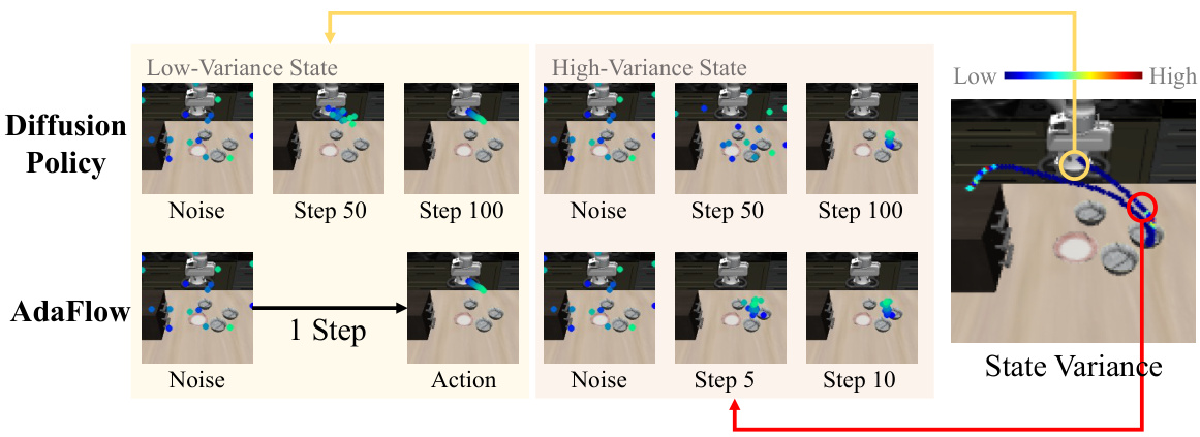 Low-Variance State
High-Variance State
Low
High
Diffusion
Policy
Noise
Step 50
Step 100
Noise
Step 50
Step 100
AdaFlow
1 Step
Noise
Action
Noise
Step 5
Step 10
State Variance